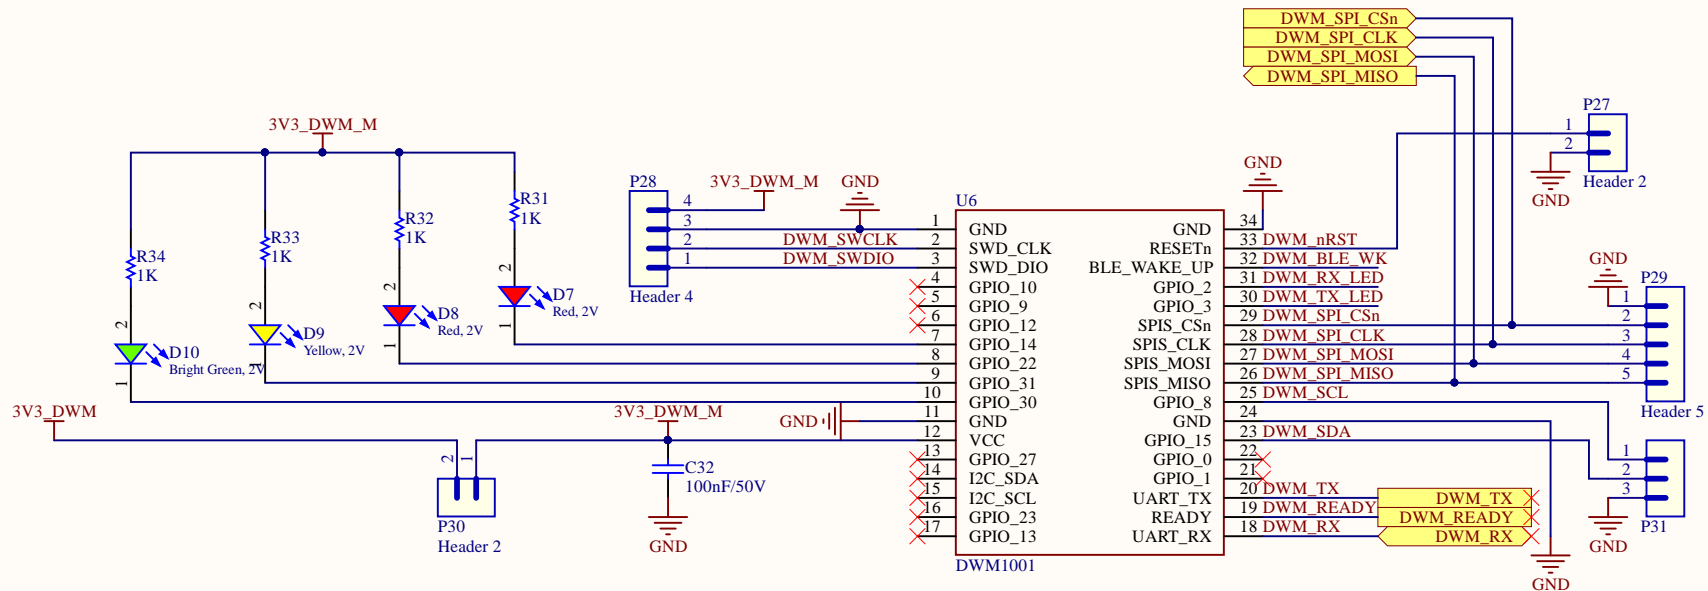 DWM_SPI_CSn
DWM_SPI_CLK
DWM_SPI_MOSI
DWM_SPI_MISO
P27
1
2
Header 2
GND
3V3_DWM_M
R34
1K
R33
1K
R32
1K
R31
1K
2
D10
Bright Green, 2V
1
2
D9
Yellow, 2V
1
2
D8
Red, 2V
1
2
D7
Red, 2V
1
P28
4
3
2
1
Header 4
3V3_DWM_M
GND
DWM_SWCLK
DWM_SWDIO
U6
1 GND
2 SWD_CLK
3 SWD_DIO
4 GPIO_10
5 GPIO_9
6 GPIO_12
7 GPIO_14
8 GPIO_22
9 GPIO_31
10 GPIO_30
11 GND
12 VCC
13 GPIO_27
14 I2C_SDA
15 I2C_SCL
16 GPIO_23
17 GPIO_13
GND
GND 34
RESETn 33 DWM_nRST
BLE_WAKE_UP 32 DWM_BLE_WK
GPIO_2 31 DWM_RX_LED
GPIO_3 30 DWM_TX_LED
SPIS_CSn 29 DWM_SPI_CSn
SPIS_CLK 28 DWM_SPI_CLK
SPIS_MOSI 27 DWM_SPI_MOSI
SPIS_MISO 26 DWM_SPI_MISO
GPIO_8 25 DWM_SCL
GND 24
GPIO_15 23 DWM_SDA
GPIO_0 22
GPIO_1 21
UART_TX 20 DWM_TX DWM_TX
READY 19 DWM_READY DWM_READY
UART_RX 18 DWM_RX DWM_RX
DWM1001
GND
P29
1
2
3
4
5
Header 5
1
2
3
P31
GND
GND
3V3_DWM
2
1
P30
Header 2
3V3_DWM_M
GND
C32
100nF/50V
GND